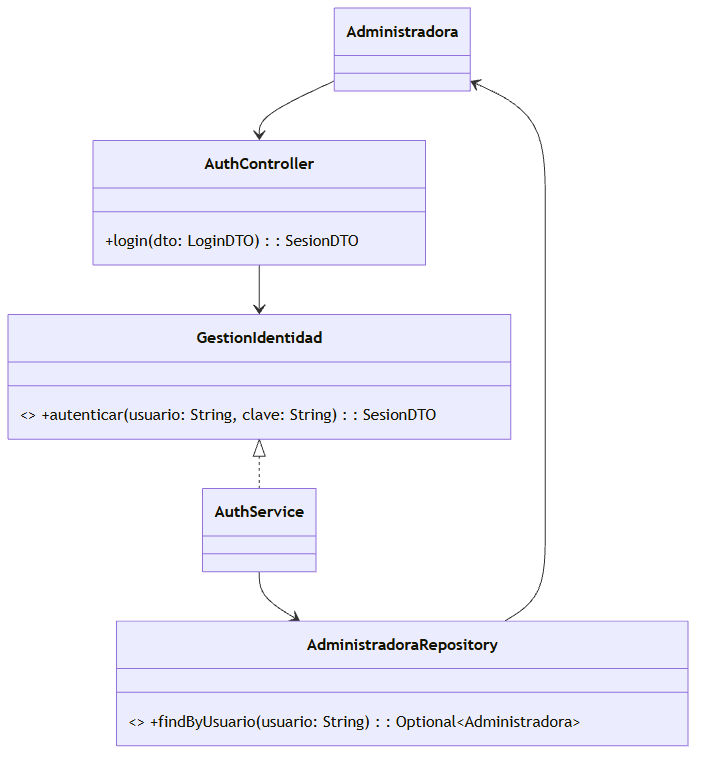 Administradora
AuthController
+login(dto: LoginDTO) : : SesionDTO
GestionIdentidad
<> +autenticar(usuario: String, clave: String) : : SesionDTO
AuthService
AdministradoraRepository
<> +findByUsuario(usuario: String) : : Optional<Administradora>